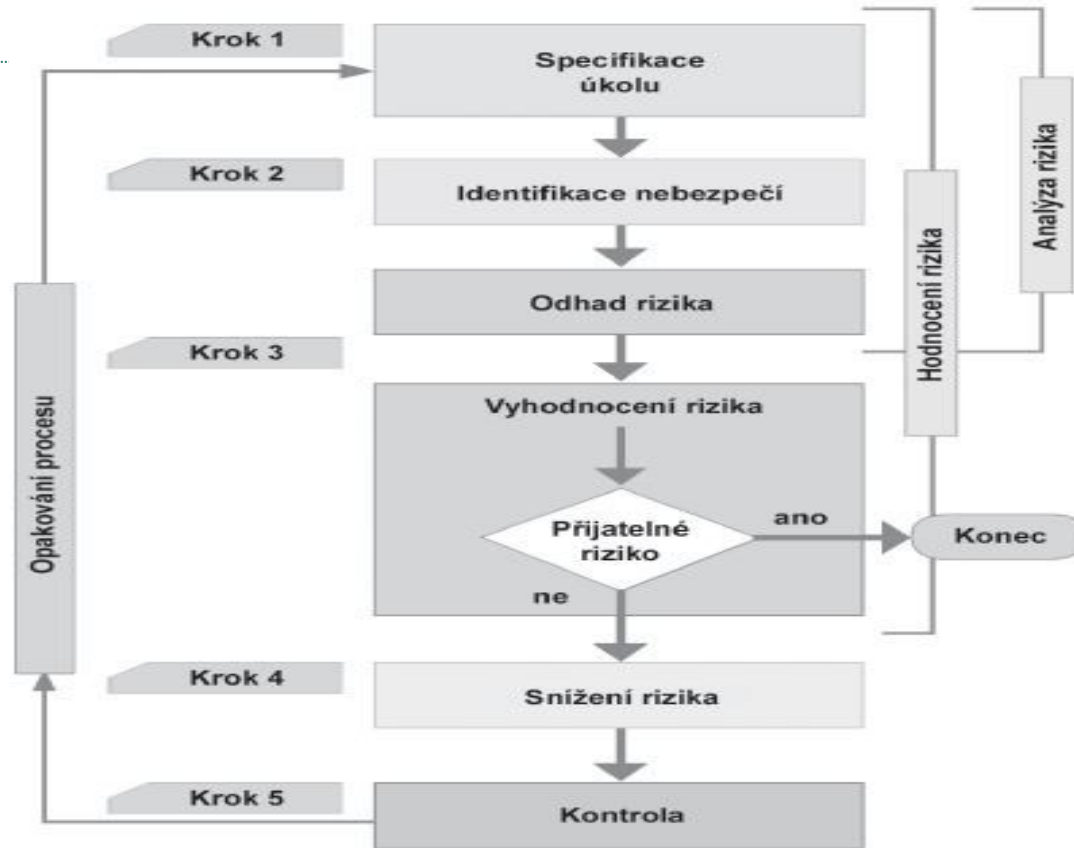 Krok 1
Specifikace
úkolu
Krok 2
Identifikace nebezpečí
Odhad rizika
Krok 3
Vyhodnocení rizika
Přijatelné
riziko
ano
Konec
ne
Krok 4
Snížení rizika
Krok 5
Kontrola
Opakování procesu
Hodnocení rizika
Analýza rizika